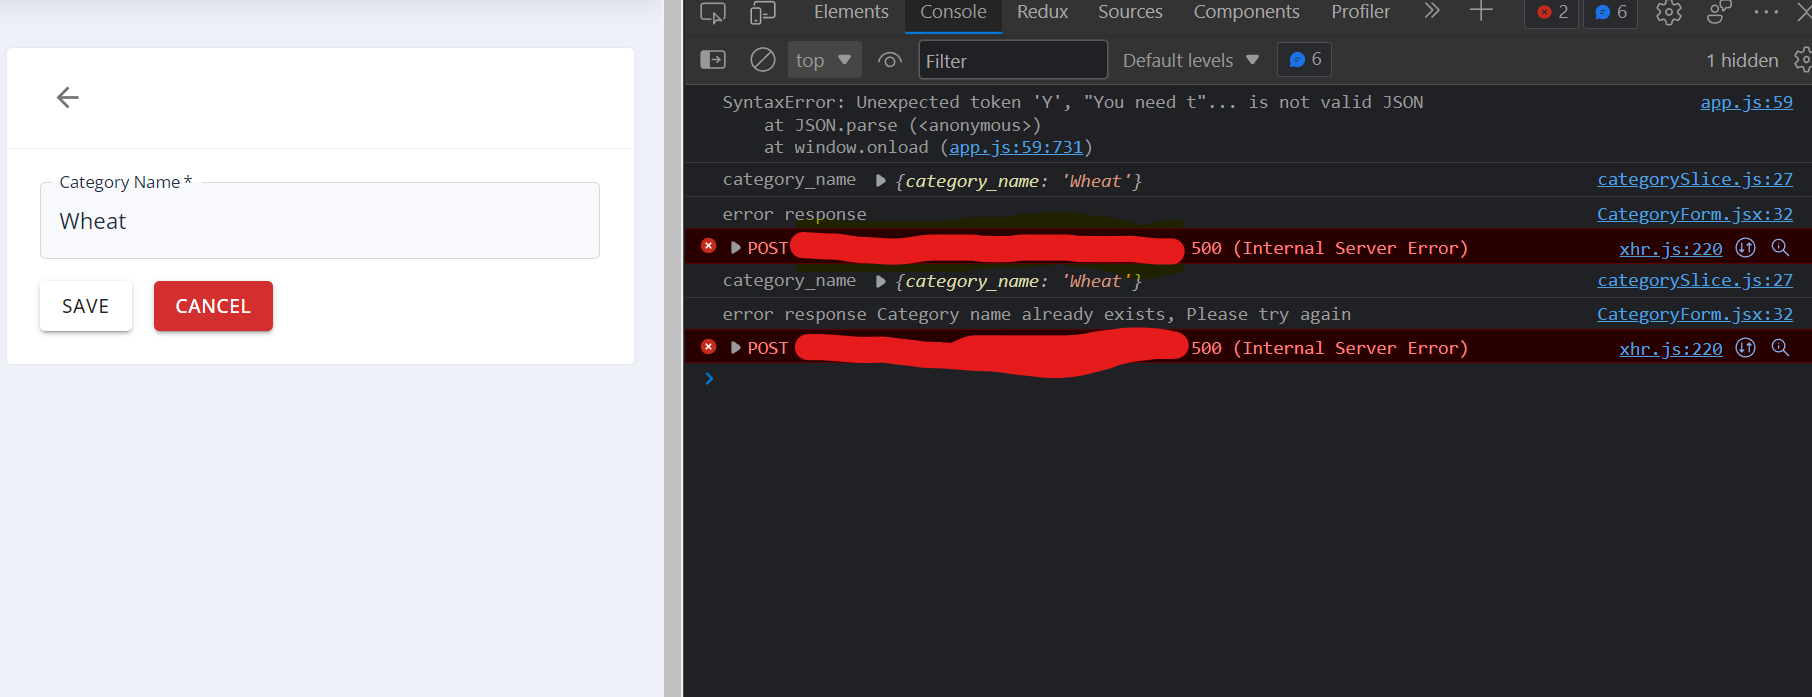 Category Name *
Wheat
SAVE
CANCEL
Elements Console Redux Sources Components Profiler 2 6
top Filter Default levels 6 1 hidden
SyntaxError: Unexpected token 'Y', "You need t"... is not valid JSON app.js:59
at JSON.parse (<anonymous>)
at window.onload (app.js:59:731)
category_name {category_name: 'Wheat'} categorySlice.js:27
error response CategoryForm.jsx:32
POST 500 (Internal Server Error) xhr.js:220
category_name {category_name: 'Wheat'} categorySlice.js:27
error response Category name already exists, Please try again CategoryForm.jsx:32
POST 500 (Internal Server Error) xhr.js:220